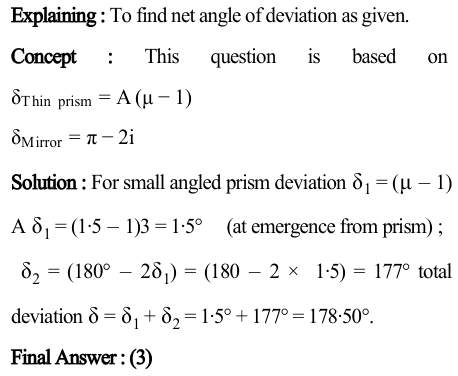 Explaining : To find net angle of deviation as given.
Concept : This question is based on
δThin prism = A (μ − 1)
δMirror = π − 2i
Solution : For small angled prism deviation δ₁ = (μ − 1)
A δ₁ = (1·5 − 1)3 = 1·5° (at emergence from prism) ;
δ₂ = (180° − 2δ₁) = (180 − 2 × 1·5) = 177° total
deviation δ = δ₁ + δ₂ = 1·5° + 177° = 178·50°.
Final Answer : (3)